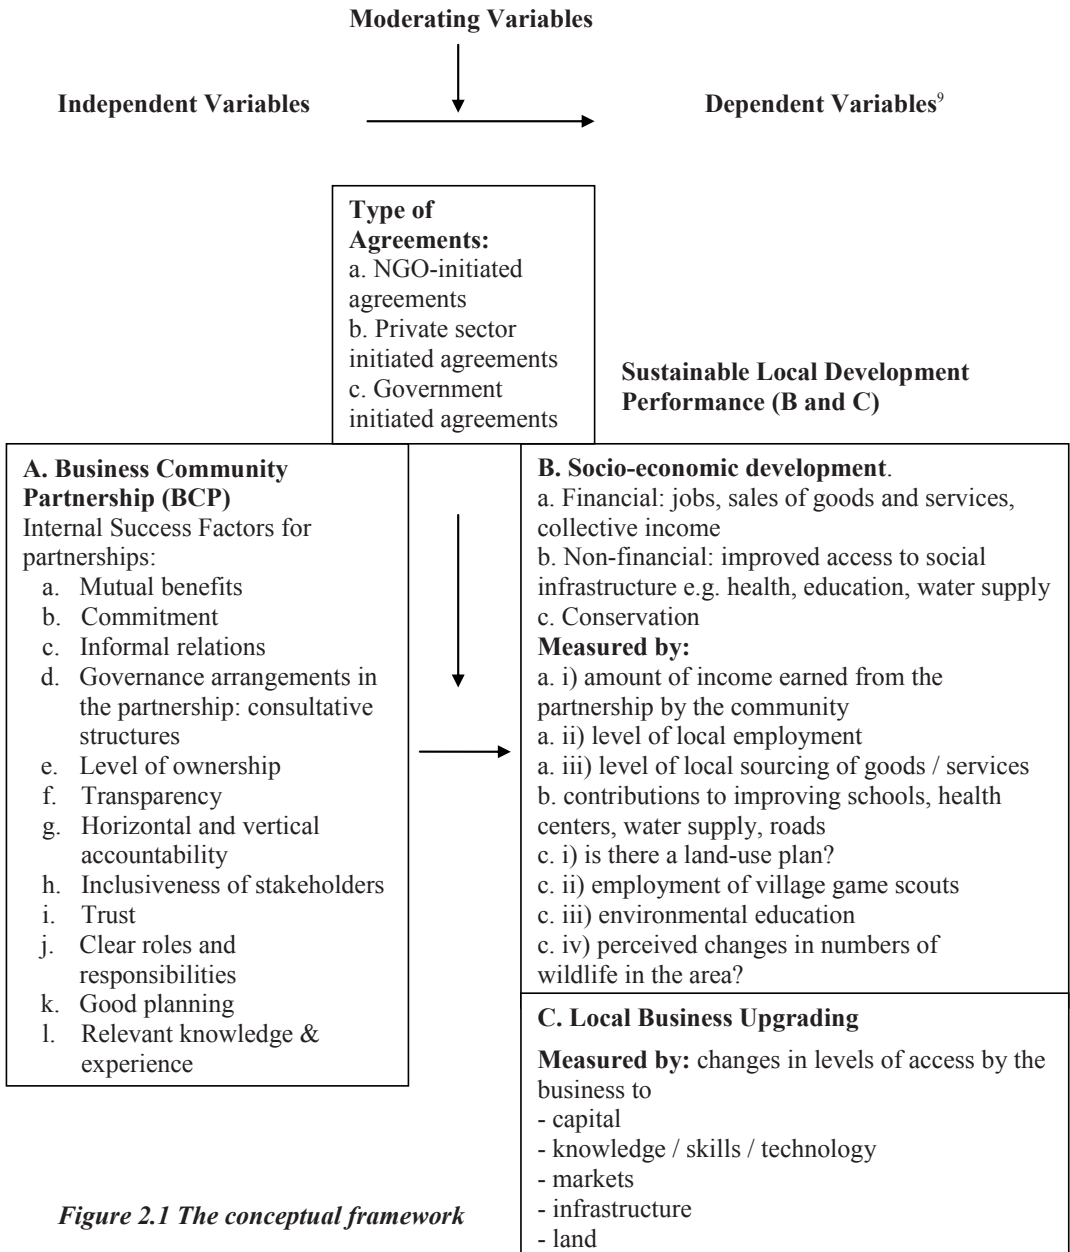 Moderating Variables
Independent Variables
Dependent Variables⁹
Type of
Agreements:
a. NGO-initiated
agreements
b. Private sector
initiated agreements
c. Government
initiated agreements
Sustainable Local Development
Performance (B and C)
A. Business Community
Partnership (BCP)
Internal Success Factors for
partnerships:
a. Mutual benefits
b. Commitment
c. Informal relations
d. Governance arrangements in
the partnership: consultative
structures
e. Level of ownership
f. Transparency
g. Horizontal and vertical
accountability
h. Inclusiveness of stakeholders
i. Trust
j. Clear roles and
responsibilities
k. Good planning
l. Relevant knowledge &
experience
B. Socio-economic development.
a. Financial: jobs, sales of goods and services,
collective income
b. Non-financial: improved access to social
infrastructure e.g. health, education, water supply
c. Conservation
Measured by:
a. i) amount of income earned from the
partnership by the community
a. ii) level of local employment
a. iii) level of local sourcing of goods / services
b. contributions to improving schools, health
centers, water supply, roads
c. i) is there a land-use plan?
c. ii) employment of village game scouts
c. iii) environmental education
c. iv) perceived changes in numbers of
wildlife in the area?
C. Local Business Upgrading
Measured by: changes in levels of access by the
business to
- capital
- knowledge / skills / technology
- markets
- infrastructure
- land
Figure 2.1 The conceptual framework